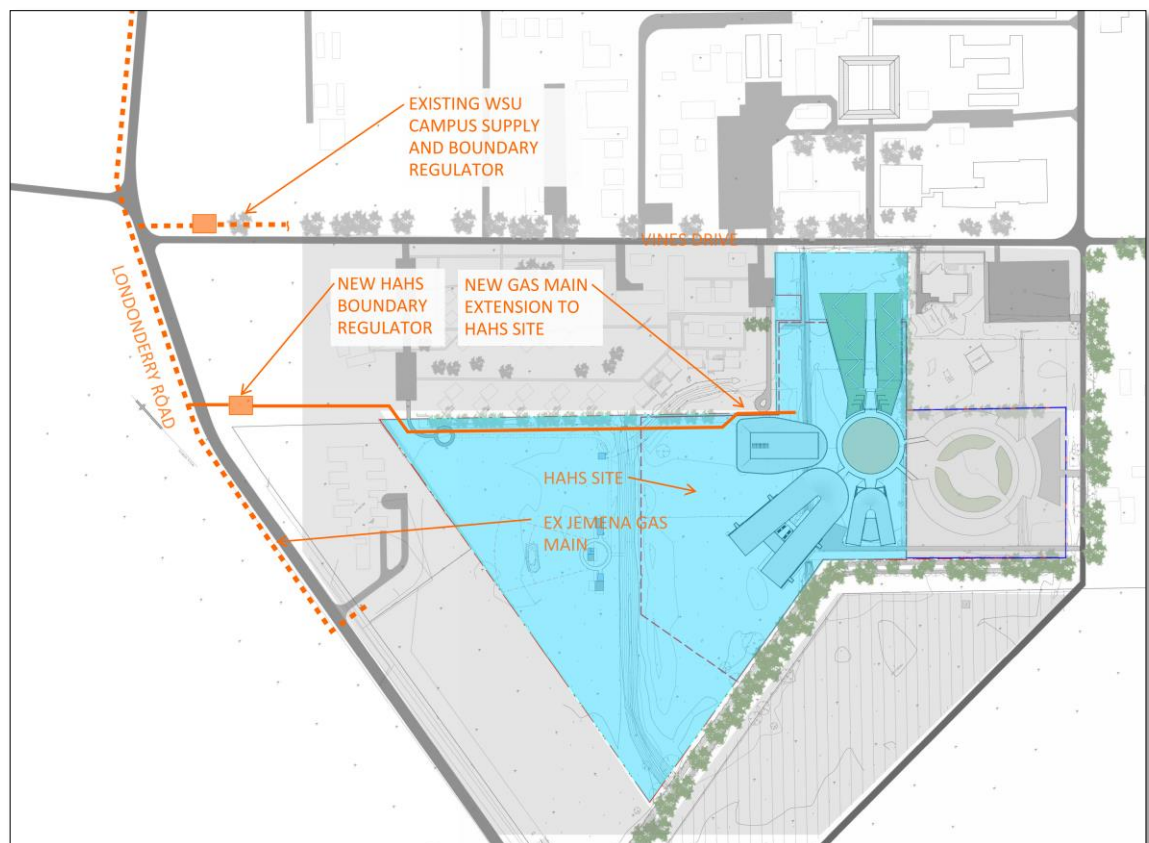 EXISTING WSU
CAMPUS SUPPLY
AND BOUNDARY
REGULATOR
VINES DRIVE
LONDONDERRY ROAD
NEW HAHS
BOUNDARY
REGULATOR
NEW GAS MAIN
EXTENSION TO
HAHS SITE
HAHS SITE
EX JEMENA GAS
MAIN